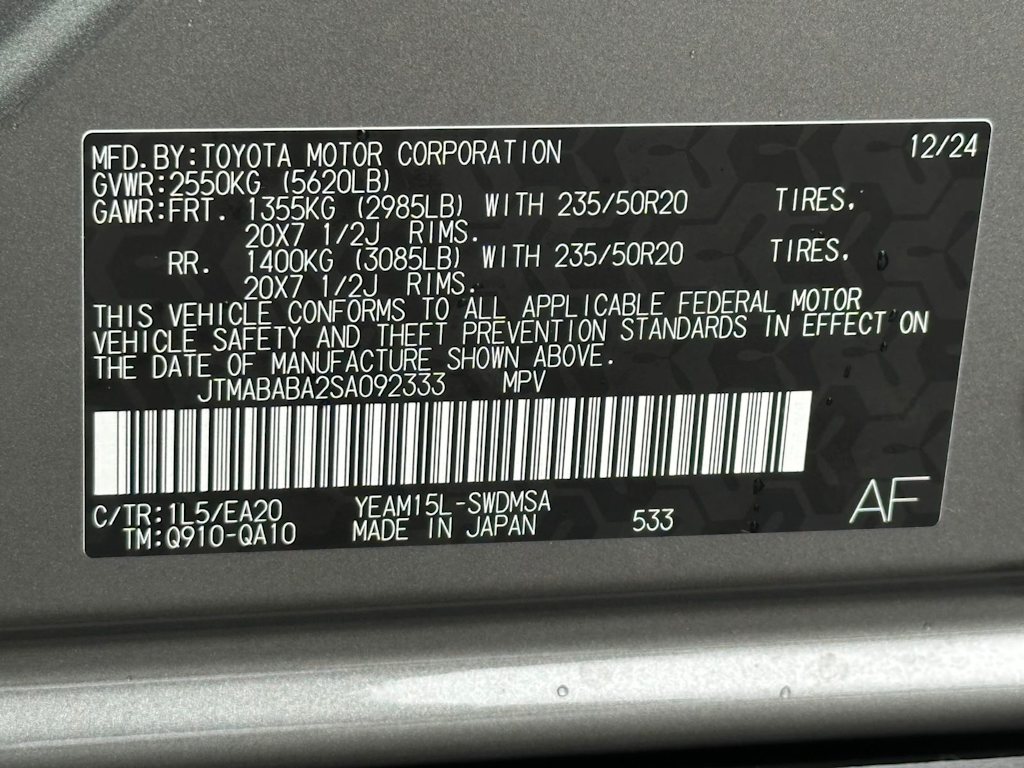 MFD.BY:TOYOTA MOTOR CORPORATION 12/24
GVWR:2550KG (5620LB)
GAWR:FRT. 1355KG (2985LB) WITH 235/50R20 TIRES.
20X7 1/2J RIMS.
RR. 1400KG (3085LB) WITH 235/50R20 TIRES.
20X7 1/2J RIMS.
THIS VEHICLE CONFORMS TO ALL APPLICABLE FEDERAL MOTOR
VEHICLE SAFETY AND THEFT PREVENTION STANDARDS IN EFFECT ON
THE DATE OF MANUFACTURE SHOWN ABOVE.
JTMABABA2SA092333 MPV
C/TR:1L5/EA20 YEAM15L-SWDMSA
TM:Q910-QA10 MADE IN JAPAN 533 AF